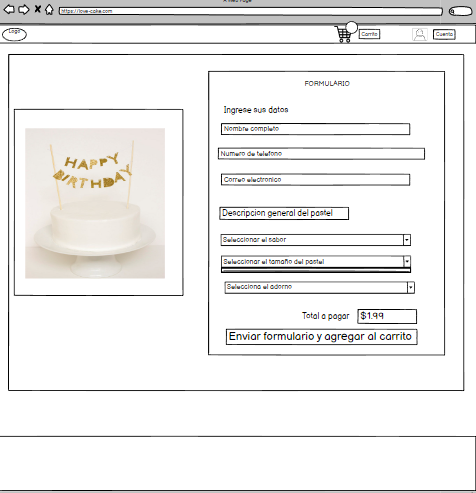 A Web Page
https://love-cake.com
Logo
Carrito
Cuenta
FORMULARIO
Ingrese sus datos
Nombre completo
Numero de telefono
Correo electronico
Descripcion general del pastel
Seleccionar el sabor
Seleccionar el tamaño del pastel
Selecciona el adorno
Total a pagar
$1.99
Enviar formulario y agregar al carrito
HAPPY
BIRTHDAY